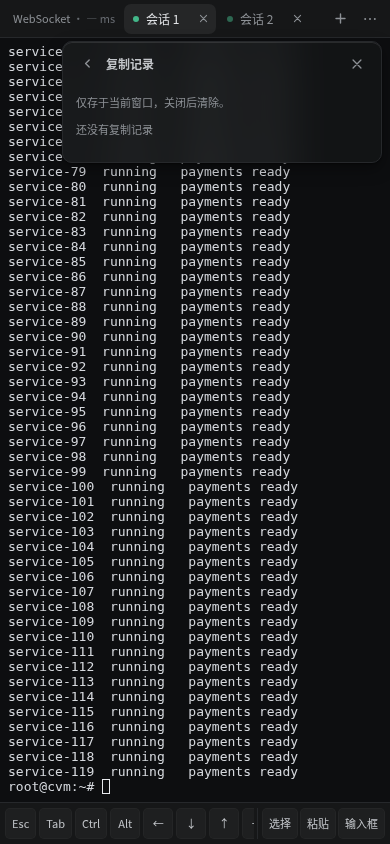 WebSocket · — ms 会话 1 × 会话 2 × + ···
service
复制记录
service
service
service
仅存于当前窗口，关闭后清除。
service
service
还没有复制记录
service
service
service-79 running payments ready
service-80 running payments ready
service-81 running payments ready
service-82 running payments ready
service-83 running payments ready
service-84 running payments ready
service-85 running payments ready
service-86 running payments ready
service-87 running payments ready
service-88 running payments ready
service-89 running payments ready
service-90 running payments ready
service-91 running payments ready
service-92 running payments ready
service-93 running payments ready
service-94 running payments ready
service-95 running payments ready
service-96 running payments ready
service-97 running payments ready
service-98 running payments ready
service-99 running payments ready
service-100 running payments ready
service-101 running payments ready
service-102 running payments ready
service-103 running payments ready
service-104 running payments ready
service-105 running payments ready
service-106 running payments ready
service-107 running payments ready
service-108 running payments ready
service-109 running payments ready
service-110 running payments ready
service-111 running payments ready
service-112 running payments ready
service-113 running payments ready
service-114 running payments ready
service-115 running payments ready
service-116 running payments ready
service-117 running payments ready
service-118 running payments ready
service-119 running payments ready
root@cvm:~#
Esc Tab Ctrl Alt ← ↓ ↑ 选择 粘贴 输入框